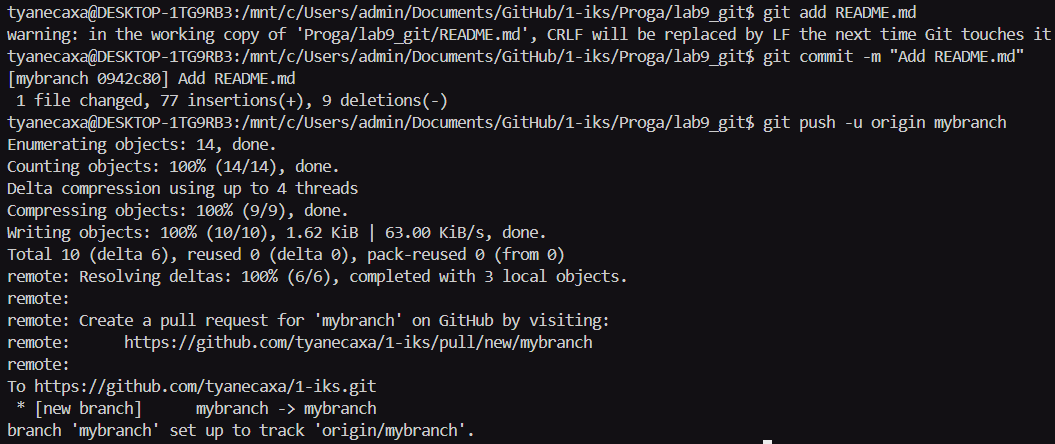 tyanecaxa@DESKTOP-1TG9RB3:/mnt/c/Users/admin/Documents/GitHub/1-iks/Proga/lab9_git$ git add README.md
warning: in the working copy of 'Proga/lab9_git/README.md', CRLF will be replaced by LF the next time Git touches it
tyanecaxa@DESKTOP-1TG9RB3:/mnt/c/Users/admin/Documents/GitHub/1-iks/Proga/lab9_git$ git commit -m "Add README.md"
[mybranch 0942c80] Add README.md
 1 file changed, 77 insertions(+), 9 deletions(-)
tyanecaxa@DESKTOP-1TG9RB3:/mnt/c/Users/admin/Documents/GitHub/1-iks/Proga/lab9_git$ git push -u origin mybranch
Enumerating objects: 14, done.
Counting objects: 100% (14/14), done.
Delta compression using up to 4 threads
Compressing objects: 100% (9/9), done.
Writing objects: 100% (10/10), 1.62 KiB | 63.00 KiB/s, done.
Total 10 (delta 6), reused 0 (delta 0), pack-reused 0 (from 0)
remote: Resolving deltas: 100% (6/6), completed with 3 local objects.
remote:
remote: Create a pull request for 'mybranch' on GitHub by visiting:
remote:      https://github.com/tyanecaxa/1-iks/pull/new/mybranch
remote:
To https://github.com/tyanecaxa/1-iks.git
 * [new branch]      mybranch -> mybranch
branch 'mybranch' set up to track 'origin/mybranch'.